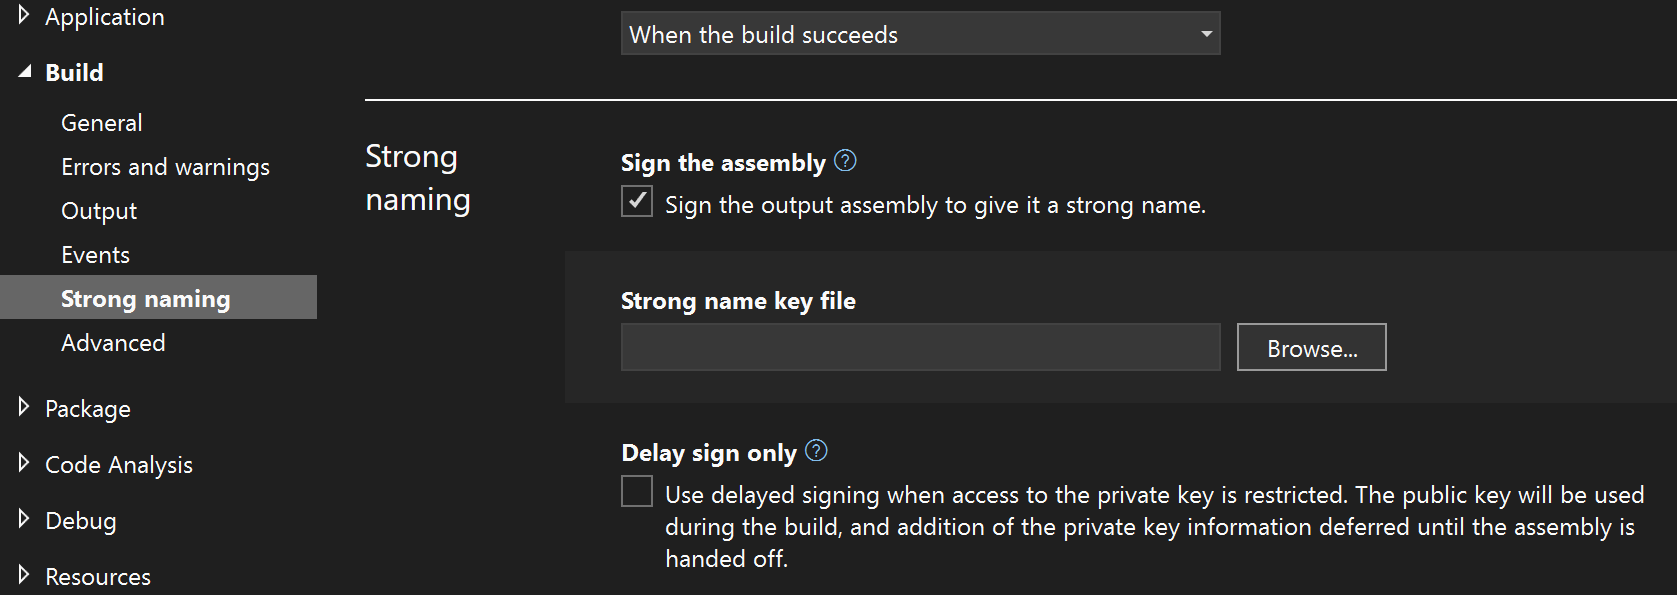 Application
Build
General
Errors and warnings
Output
Events
Strong naming
Advanced
Package
Code Analysis
Debug
Resources
When the build succeeds
Strong
naming
Sign the assembly ?
Sign the output assembly to give it a strong name.
Strong name key file
Browse...
Delay sign only ?
Use delayed signing when access to the private key is restricted. The public key will be used
during the build, and addition of the private key information deferred until the assembly is
handed off.